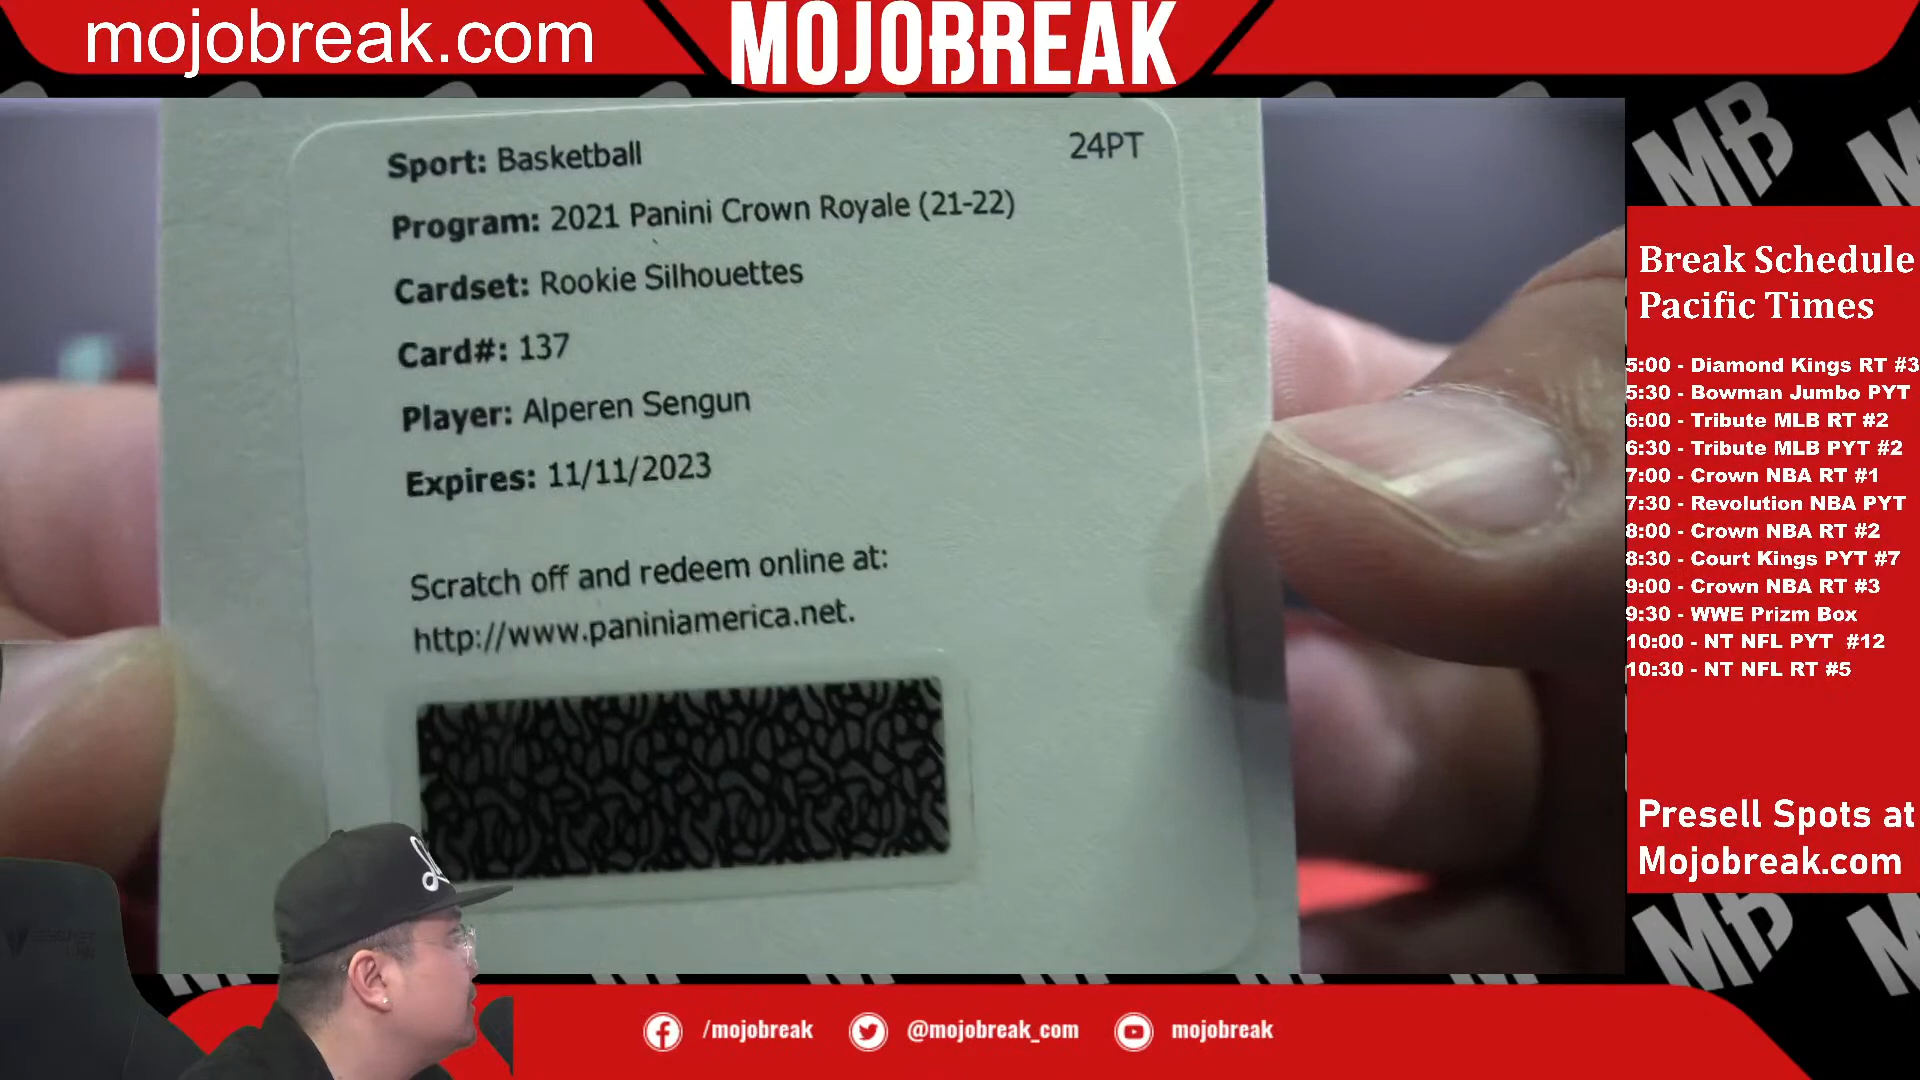 mojobreak.com
MOJOBREAK
Sport: Basketball
24PT
Program: 2021 Panini Crown Royale (21-22)
Cardset: Rookie Silhouettes
Card#: 137
Player: Alperen Sengun
Expires: 11/11/2023
Scratch off and redeem online at:
http://www.paniniamerica.net.
MB
Break Schedule
Pacific Times
5:00 - Diamond Kings RT #3
5:30 - Bowman Jumbo PYT
6:00 - Tribute MLB RT #2
6:30 - Tribute MLB PYT #2
7:00 - Crown NBA RT #1
7:30 - Revolution NBA PYT
8:00 - Crown NBA RT #2
8:30 - Court Kings PYT #7
9:00 - Crown NBA RT #3
9:30 - WWE Prizm Box
10:00 - NT NFL PYT #12
10:30 - NT NFL RT #5
Presell Spots at
Mojobreak.com
MB
/mojobreak
@mojobreak_com
mojobreak